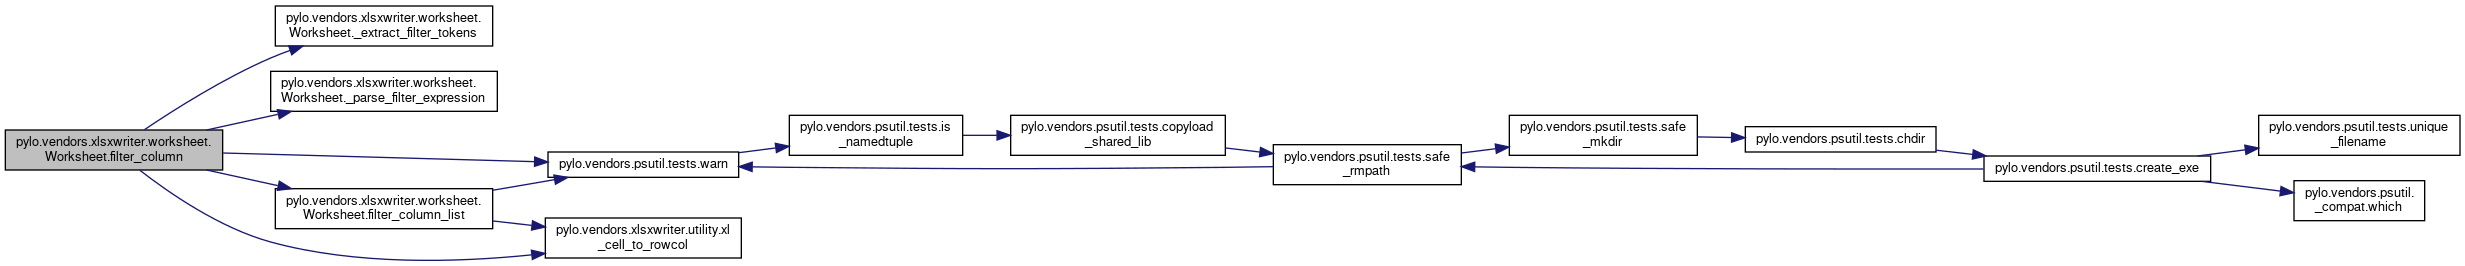 pylo.vendors.xlsxwriter.worksheet.
Worksheet.filter_column
pylo.vendors.xlsxwriter.worksheet.
Worksheet._extract_filter_tokens
pylo.vendors.xlsxwriter.worksheet.
Worksheet._parse_filter_expression
pylo.vendors.psutil.tests.warn
pylo.vendors.xlsxwriter.worksheet.
Worksheet.filter_column_list
pylo.vendors.xlsxwriter.utility.xl
_cell_to_rowcol
pylo.vendors.psutil.tests.is
_namedtuple
pylo.vendors.psutil.tests.copyload
_shared_lib
pylo.vendors.psutil.tests.safe
_rmpath
pylo.vendors.psutil.tests.safe
_mkdir
pylo.vendors.psutil.tests.chdir
pylo.vendors.psutil.tests.create_exe
pylo.vendors.psutil.tests.unique
_filename
pylo.vendors.psutil.
_compat.which